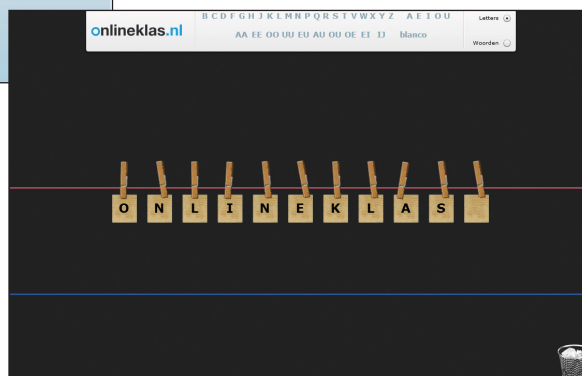 onlineklas.nl
B C D F G H J K L M N P Q R S T V W X Y Z A E I O U
AA EE OO UU EU AU OU OE EI IJ blanco
Letters
Woorden
O N L I N E K L A S